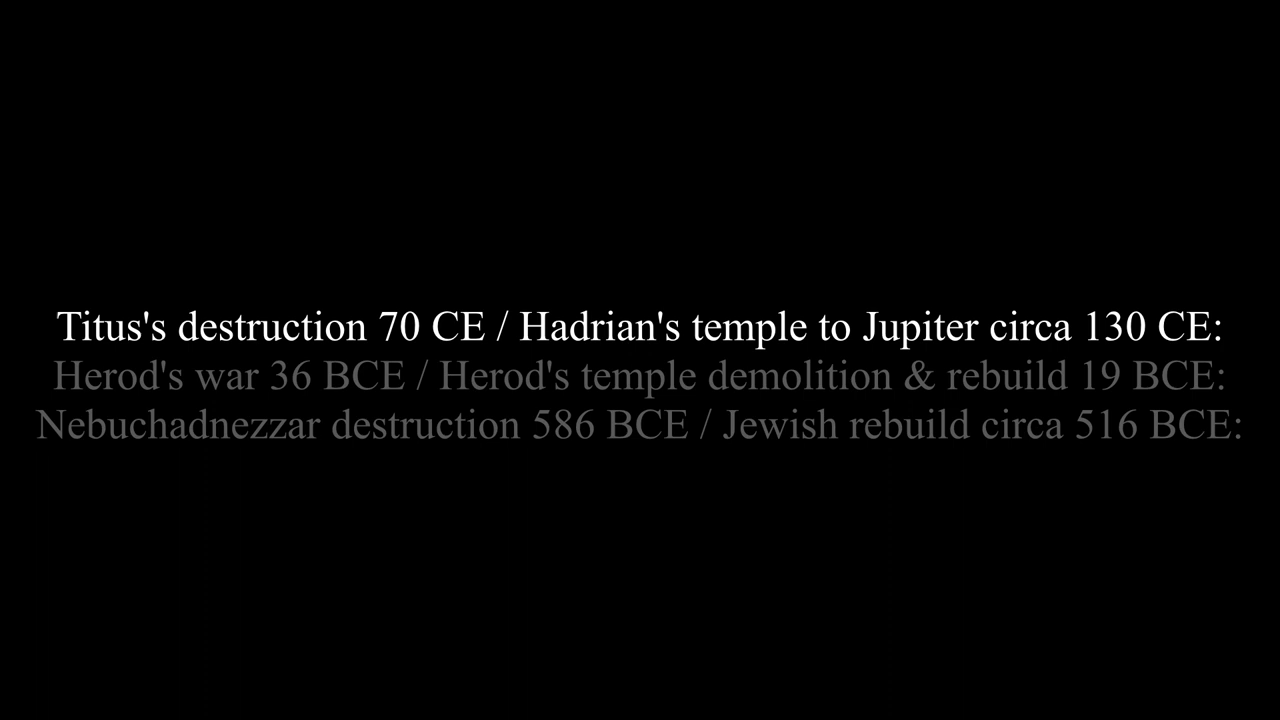 Titus's destruction 70 CE / Hadrian's temple to Jupiter circa 130 CE:
Herod's war 36 BCE / Herod's temple demolition & rebuild 19 BCE:
Nebuchadnezzar destruction 586 BCE / Jewish rebuild circa 516 BCE: